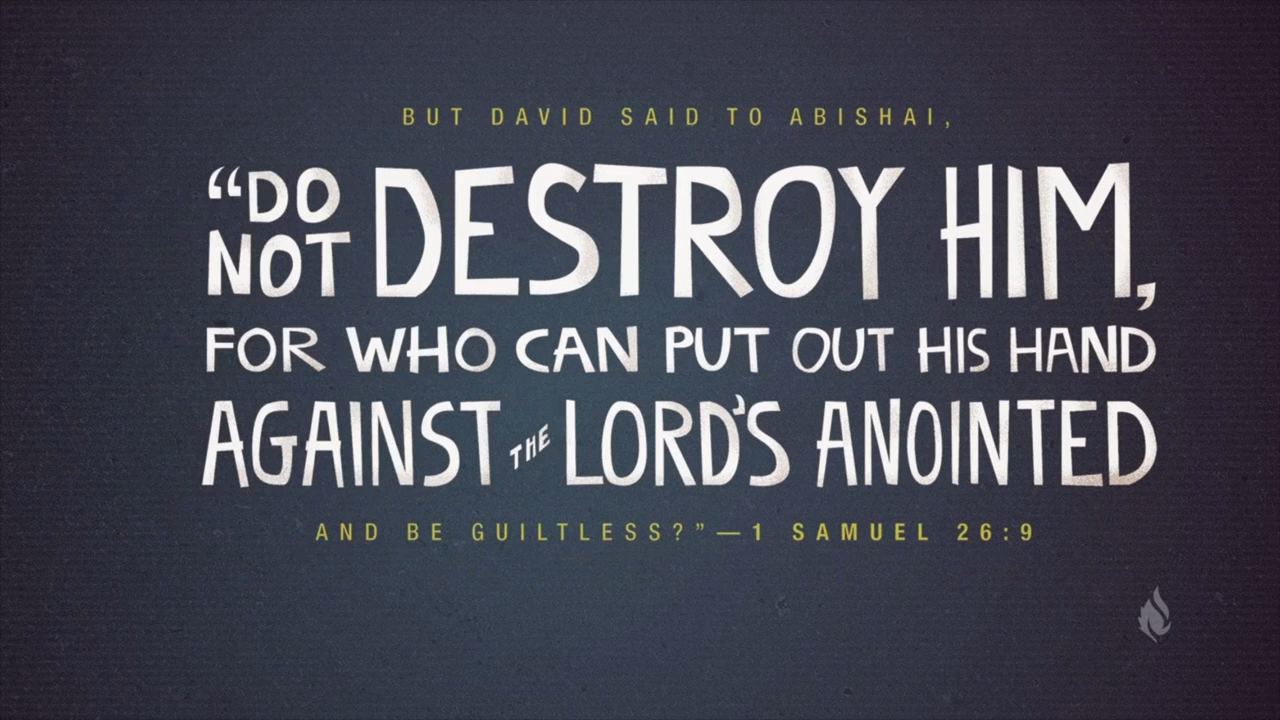 BUT DAVID SAID TO ABISHAI,
“DO NOT DESTROY HIM,
FOR WHO CAN PUT OUT HIS HAND
AGAINST THE LORD'S ANOINTED
AND BE GUILTLESS?”—1 SAMUEL 26:9